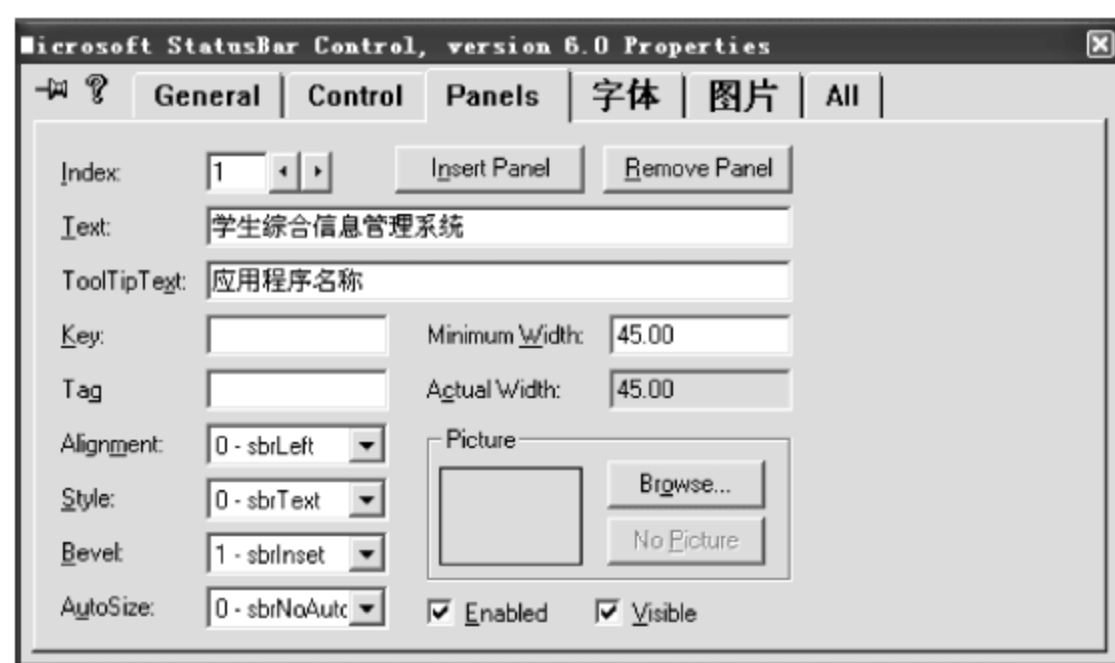 Microsoft StatusBar Control, version 6.0 Properties
General Control Panels 字体 图片 All
Index: 1 Insert Panel Remove Panel
Text: 学生综合信息管理系统
ToolTipText: 应用程序名称
Key: Minimum Width: 45.00
Tag Actual Width: 45.00
Alignment: 0 - sbrLeft Picture
Style: 0 - sbrText Browse...
Bevel: 1 - sbrInset No Picture
AutoSize: 0 - sbrNoAutc Enabled Visible